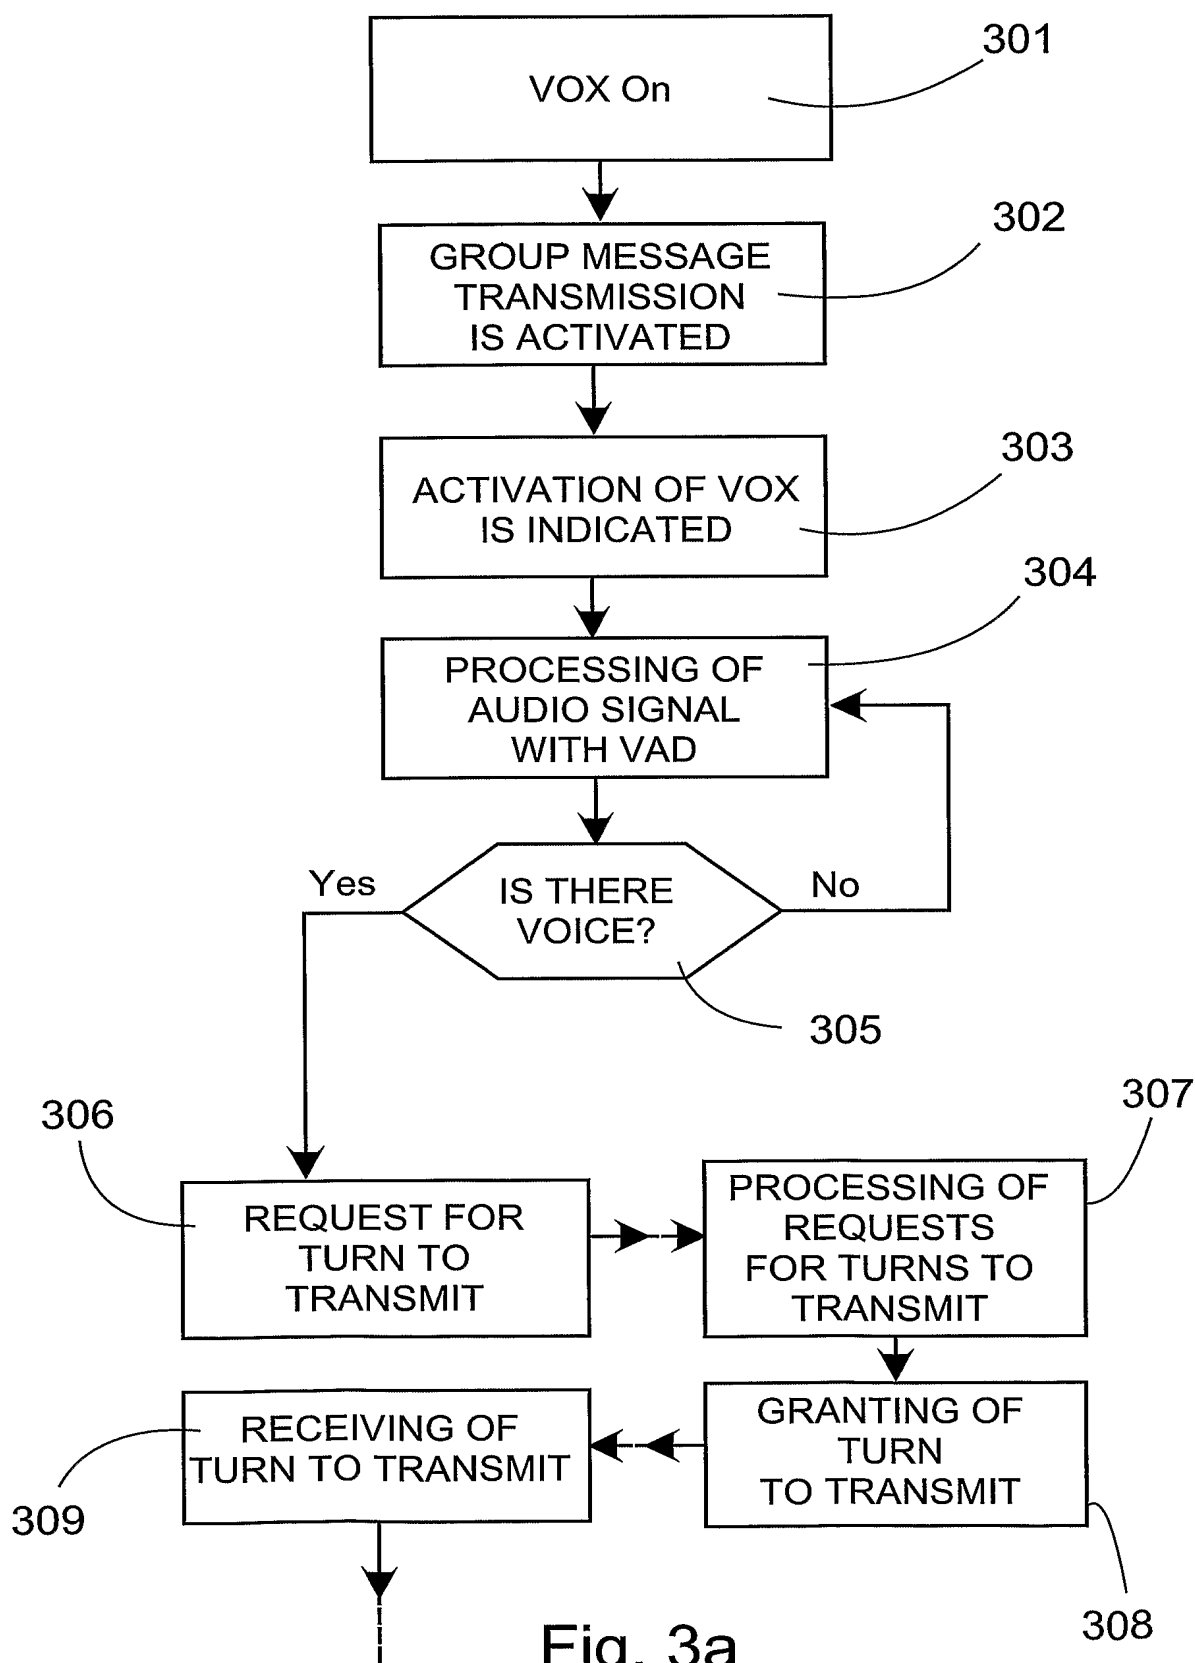 VOX On
301
GROUP MESSAGE
TRANSMISSION
IS ACTIVATED
302
ACTIVATION OF VOX
IS INDICATED
303
PROCESSING OF
AUDIO SIGNAL
WITH VAD
304
Yes
IS THERE
VOICE?
No
305
306
REQUEST FOR
TURN TO
TRANSMIT
307
PROCESSING OF
REQUESTS
FOR TURNS TO
TRANSMIT
RECEIVING OF
TURN TO TRANSMIT
309
GRANTING OF
TURN
TO TRANSMIT
308
Fig. 3a